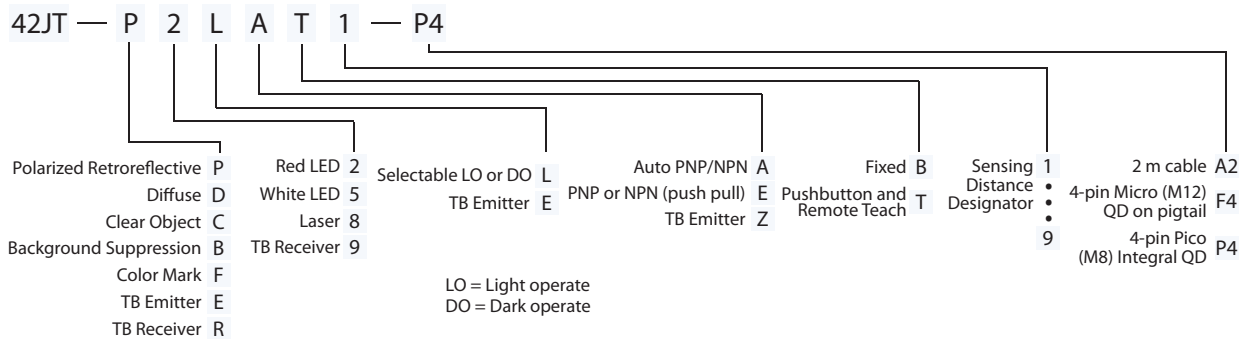 42JT — P 2 L A T 1 — P4
Polarized Retroreflective P
Diffuse D
Clear Object C
Background Suppression B
Color Mark F
TB Emitter E
TB Receiver R
Red LED 2
White LED 5
Laser 8
TB Receiver 9
Selectable LO or DO L
TB Emitter E
LO = Light operate
DO = Dark operate
Auto PNP/NPN A
PNP or NPN (push pull) E
TB Emitter Z
Fixed B
Pushbutton and
Remote Teach T
Sensing 1
Distance •
Designator •
•
9
2 m cable A2
4-pin Micro (M12)
QD on pigtail F4
4-pin Pico
(M8) Integral QD P4